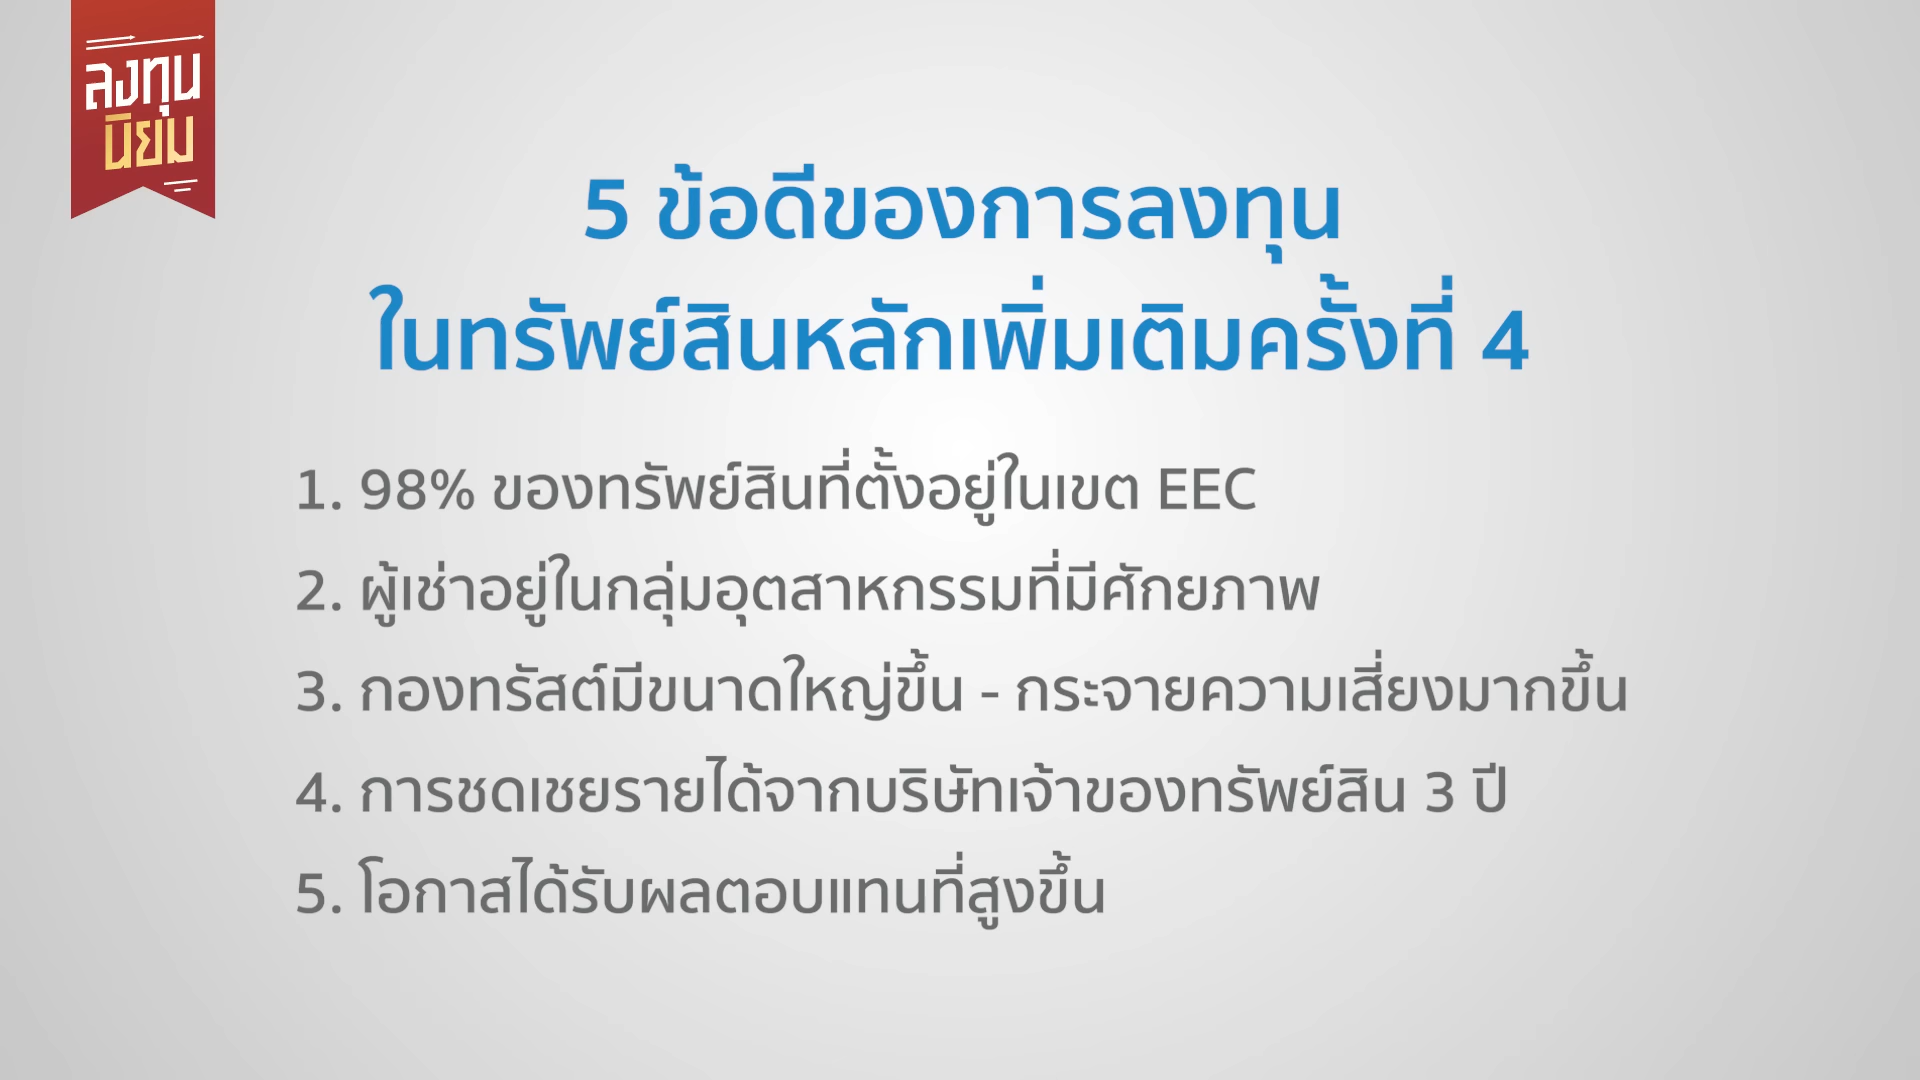 ลงทุน
นิยม
5 ข้อดีของการลงทุน
ในทรัพย์สินหลักเพิ่มเติมครั้งที่ 4
1. 98% ของทรัพย์สินที่ตั้งอยู่ในเขต EEC
2. ผู้เช่าอยู่ในกลุ่มอุตสาหกรรมที่มีศักยภาพ
3. กองทรัสต์มีขนาดใหญ่ขึ้น - กระจายความเสี่ยงมากขึ้น
4. การชดเชยรายได้จากบริษัทเจ้าของทรัพย์สิน 3 ปี
5. โอกาสได้รับผลตอบแทนที่สูงขึ้น